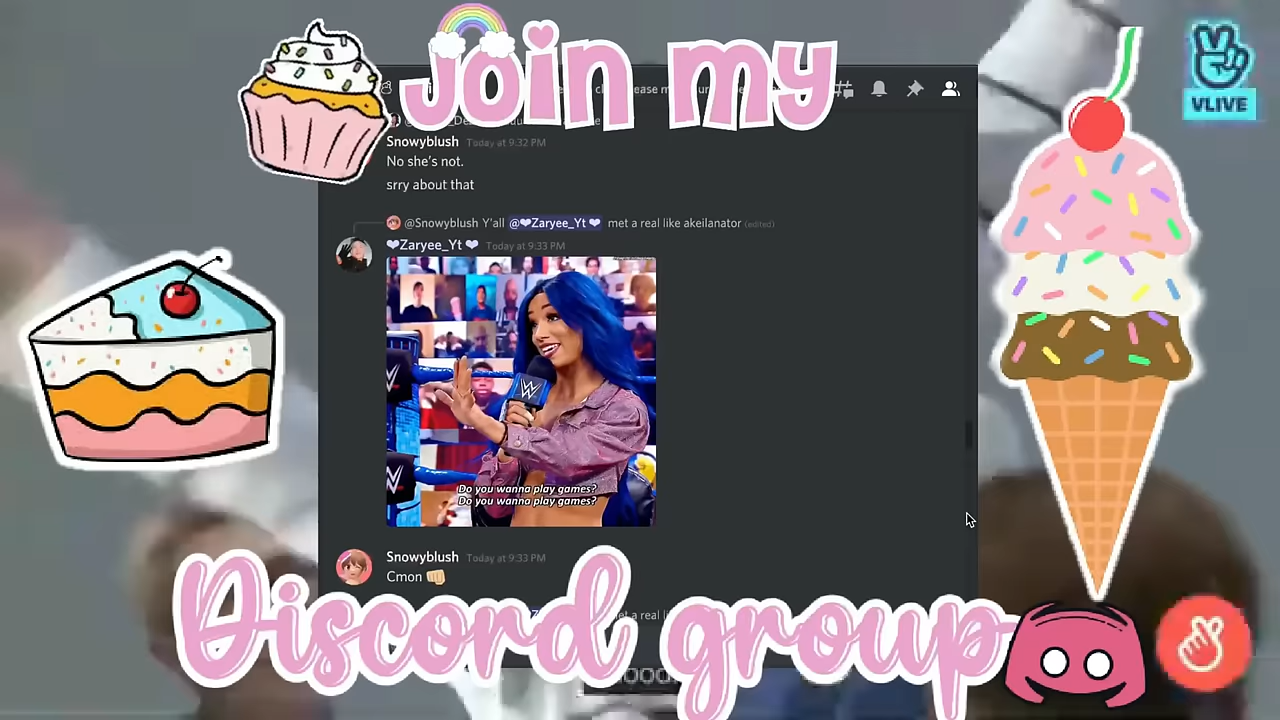 Join my
VLIVE
Snowyblush Today at 9:32 PM
No she's not.
srry about that
@Snowyblush Y'all @❤Zaryee_Yt ❤ met a real like akeilanator (edited)
❤Zaryee_Yt ❤ Today at 9:33 PM
W
W
W
Do you wanna play games?
Do you wanna play games?
Snowyblush Today at 9:33 PM
Cmon 👊🏼
Discord group